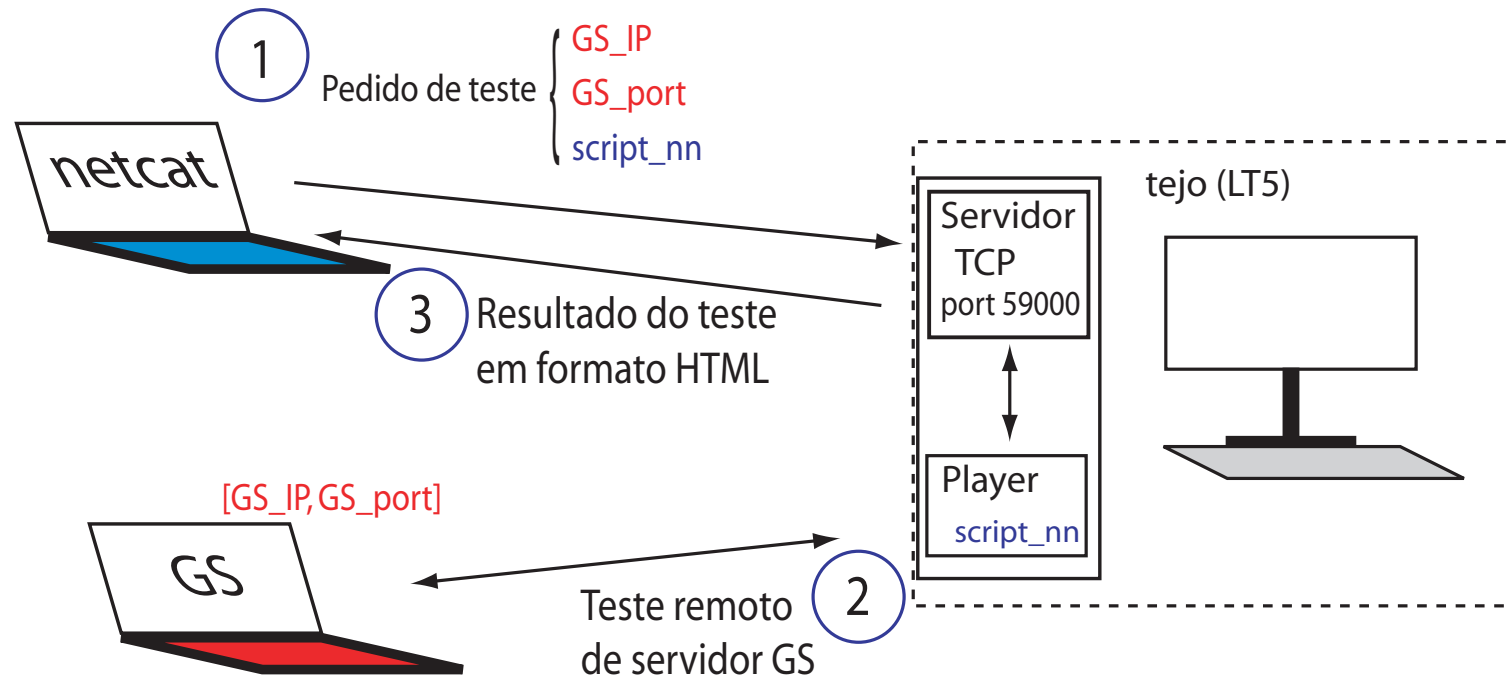 1
Pedido de teste
GS_IP
GS_port
script_nn
netcat
tejo (LT5)
Servidor
TCP
port 59000
3
Resultado do teste
em formato HTML
Player
script_nn
[GS_IP, GS_port]
GS
2
Teste remoto
de servidor GS